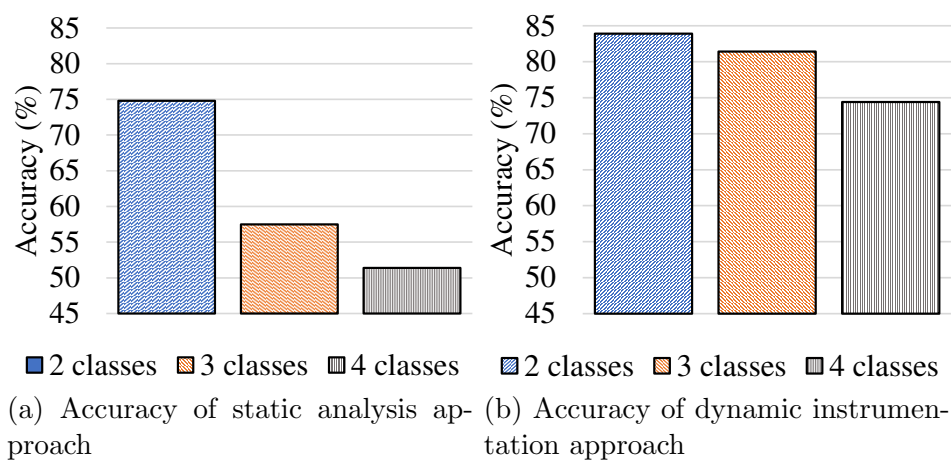 85
80
75
70
65
60
55
50
45
Accuracy (%)
2 classes 3 classes 4 classes
(a) Accuracy of static analysis ap-
proach
85
80
75
70
65
60
55
50
45
Accuracy (%)
2 classes 3 classes 4 classes
(b) Accuracy of dynamic instrumen-
tation approach